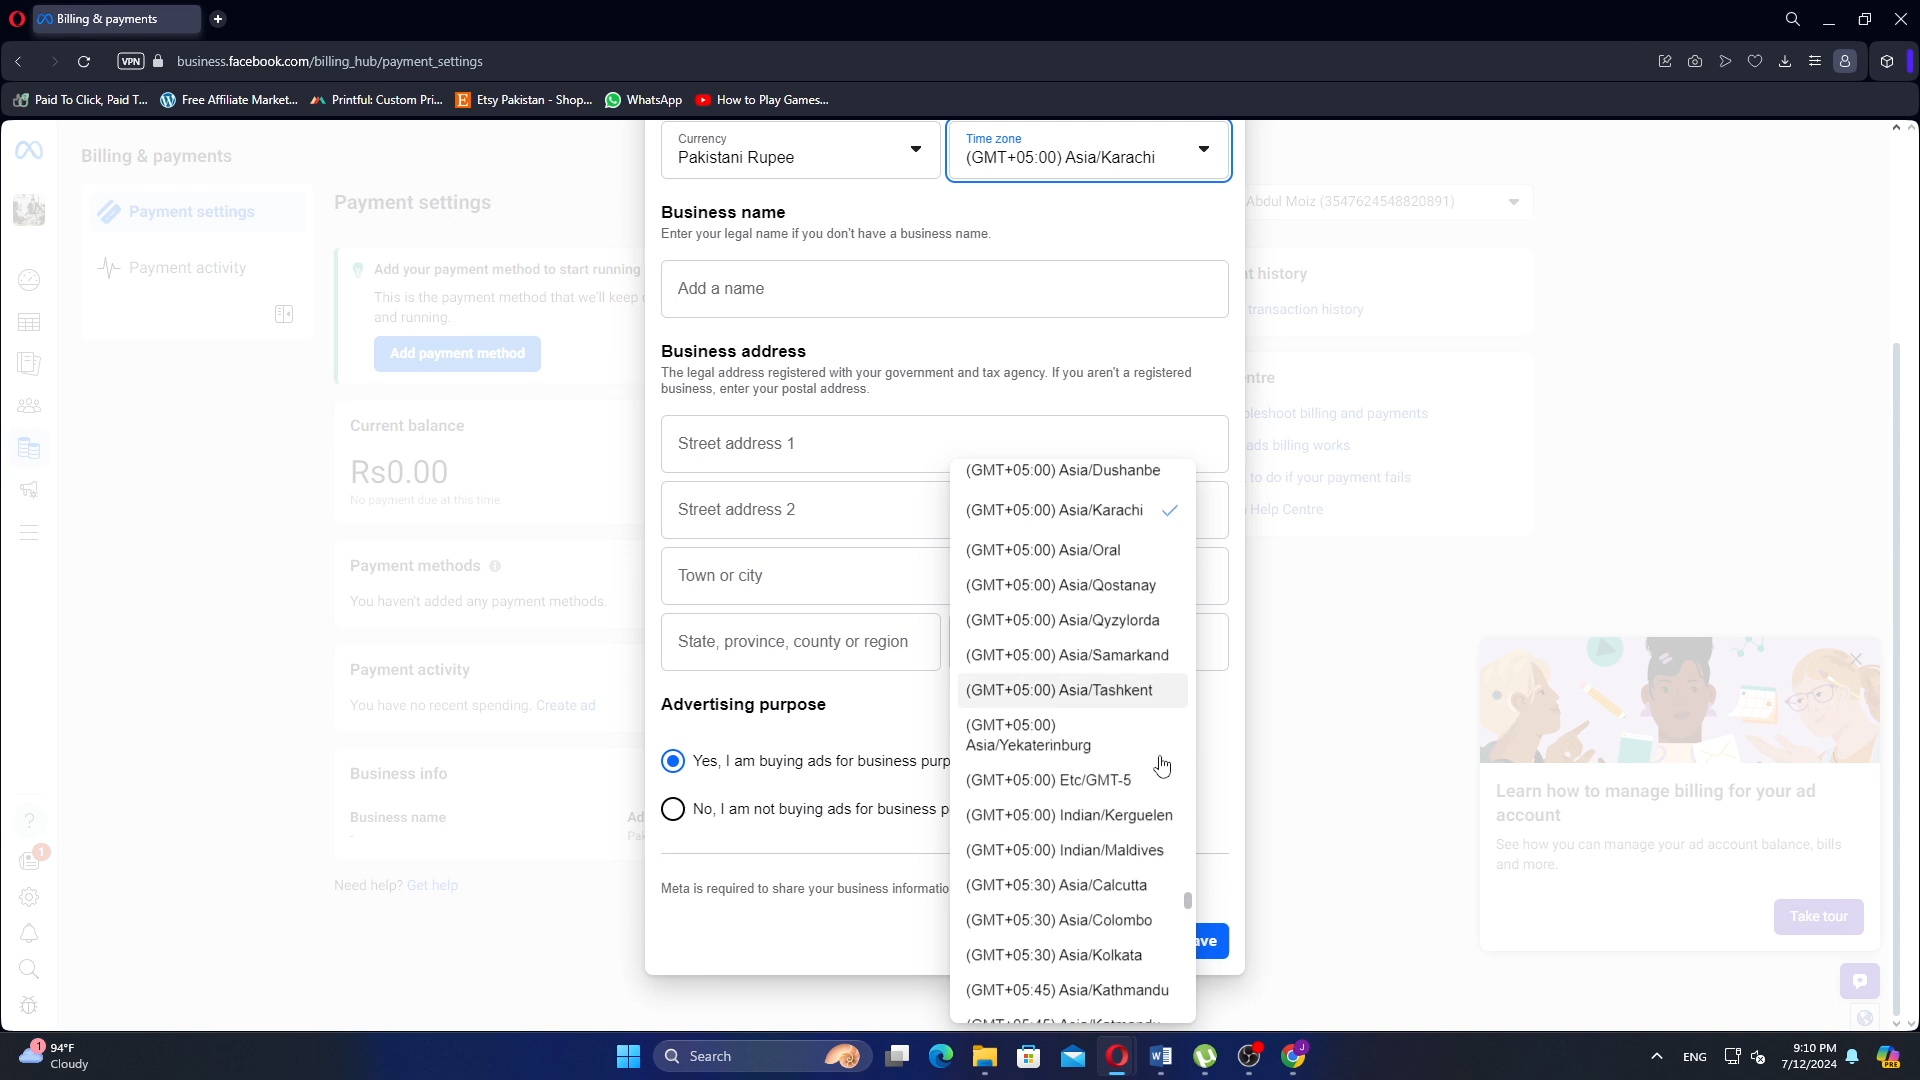 Billing & payments
VPN
business.facebook.com/billing_hub/payment_settings
Paid To Click, Paid T...
Free Affiliate Market...
Printful: Custom Pri...
Etsy Pakistan - Shop...
WhatsApp
How to Play Games...
Billing & payments
Payment settings
Payment activity
Payment settings
Add your payment method to start running
This is the payment method that we'll keep
and running.
Add payment method
Current balance
Rs0.00
No payment due at this time.
Payment methods
You haven't added any payment methods.
Payment activity
You have no recent spending. Create ad
Business info
Business name
Ad
-
Pak
Need help? Get help
1
Currency
Pakistani Rupee
Time zone
(GMT+05:00) Asia/Karachi
Business name
Enter your legal name if you don't have a business name.
Add a name
Business address
The legal address registered with your government and tax agency. If you aren't a registered
business, enter your postal address.
Street address 1
Street address 2
Town or city
State, province, county or region
Advertising purpose
Yes, I am buying ads for business purp
No, I am not buying ads for business p
Meta is required to share your business informatio
ave
(GMT+05:00) Asia/Dushanbe
(GMT+05:00) Asia/Karachi
(GMT+05:00) Asia/Oral
(GMT+05:00) Asia/Qostanay
(GMT+05:00) Asia/Qyzylorda
(GMT+05:00) Asia/Samarkand
(GMT+05:00) Asia/Tashkent
(GMT+05:00)
Asia/Yekaterinburg
(GMT+05:00) Etc/GMT-5
(GMT+05:00) Indian/Kerguelen
(GMT+05:00) Indian/Maldives
(GMT+05:30) Asia/Calcutta
(GMT+05:30) Asia/Colombo
(GMT+05:30) Asia/Kolkata
(GMT+05:45) Asia/Kathmandu
(GMT+05:45) Asia/Katmandu
Abdul Moiz (3547624548820891)
t history
transaction history
ntre
bleshoot billing and payments
ads billing works
to do if your payment fails
Help Centre
Learn how to manage billing for your ad
account
See how you can manage your ad account balance, bills
and more.
Take tour
1
94°F
Cloudy
Search
J
ENG
9:10 PM
7/12/2024
PRE